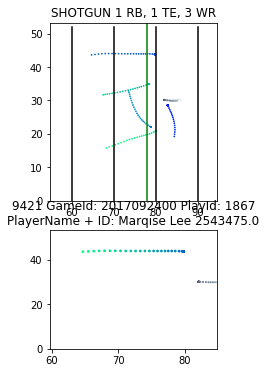 SHOTGUN 1 RB, 1 TE, 3 WR
50
40
30
20
10
0
60 70 80 90
9421 GameId: 2017092400 PlayId: 1867
PlayerName + ID: Marqise Lee 2543475.0
40
20
0
60 70 80